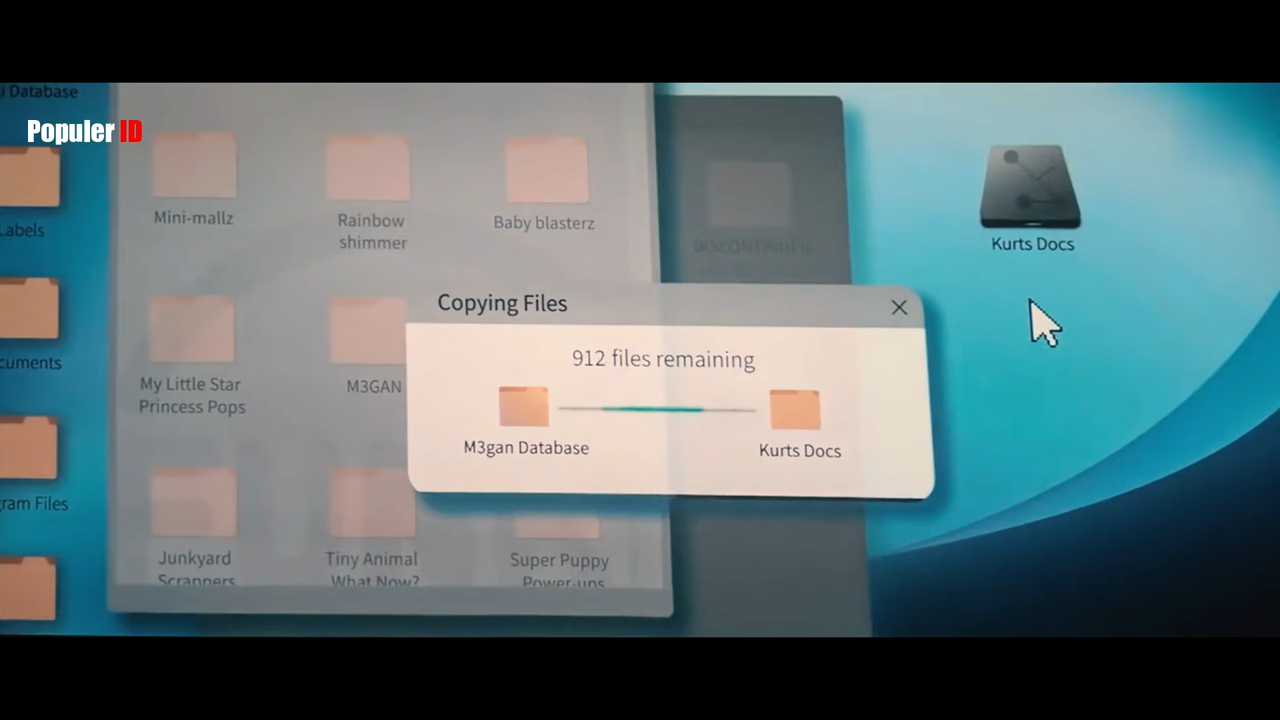 i Database
Populer ID
Labels
cuments
ram Files
Mini-mallz
Rainbow
shimmer
Baby blasterz
My Little Star
Princess Pops
M3GAN
Junkyard
Scrappers
Tiny Animal
What Now?
Super Puppy
Power-ups
DISCONTINUED
Kurts Docs
Copying Files
912 files remaining
M3gan Database
Kurts Docs